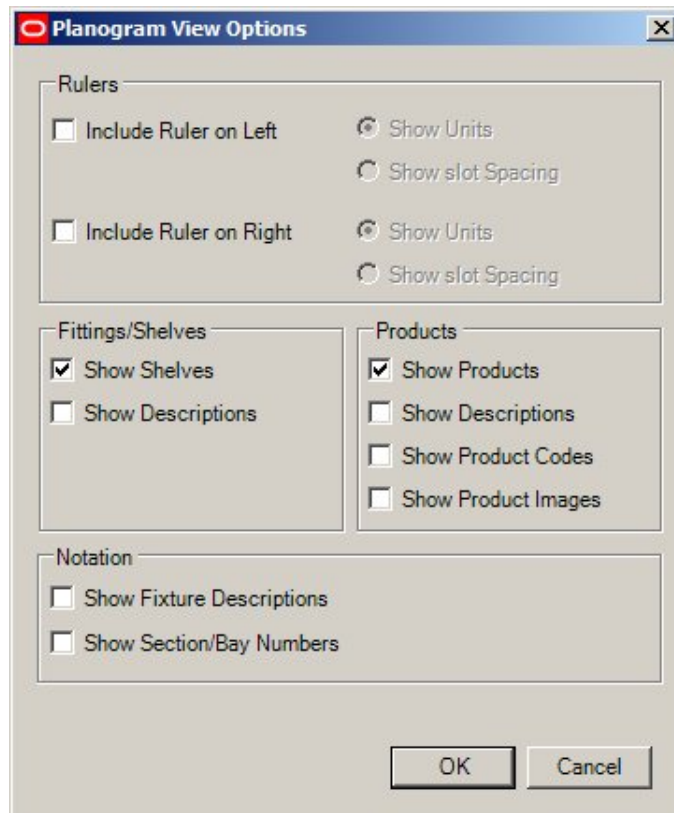 Planogram View Options
Rulers
Include Ruler on Left
Show Units
Show slot Spacing
Include Ruler on Right
Show Units
Show slot Spacing
Fittings/Shelves
Show Shelves
Show Descriptions
Products
Show Products
Show Descriptions
Show Product Codes
Show Product Images
Notation
Show Fixture Descriptions
Show Section/Bay Numbers
OK
Cancel